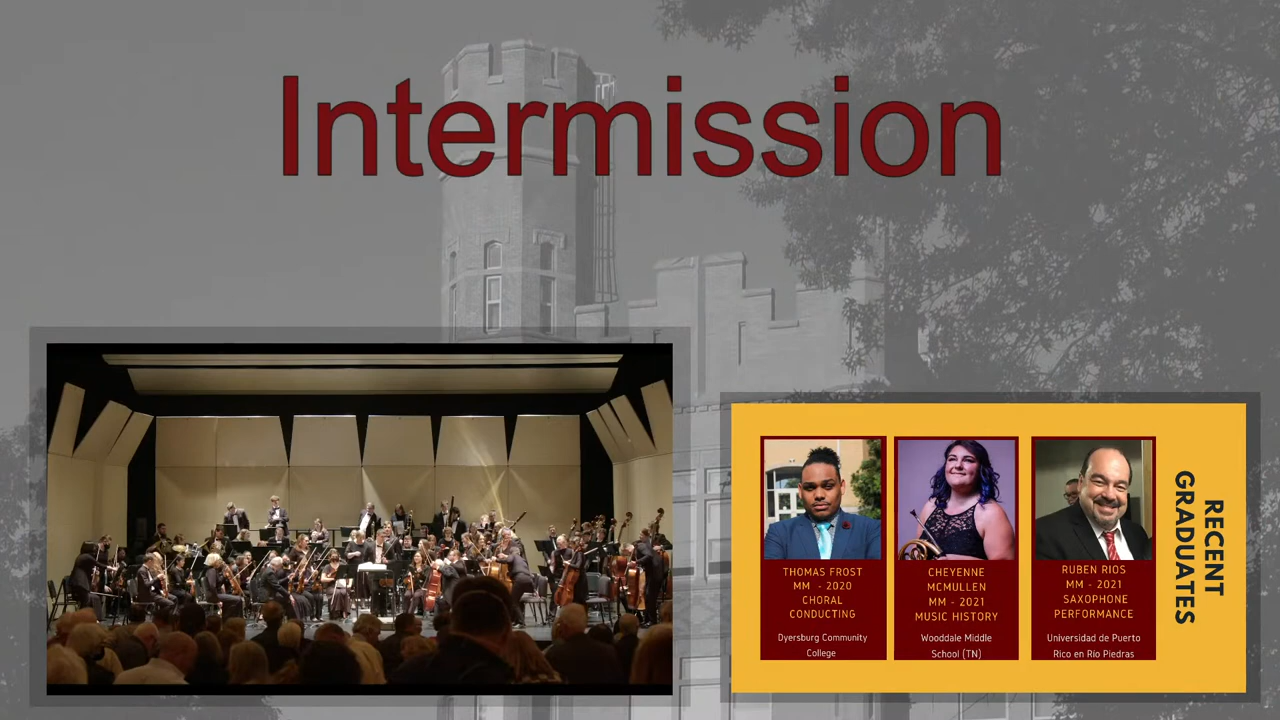 Intermission
THOMAS FROST
MM - 2020
CHORAL
CONDUCTING
Dyersburg Community
College
CHEYENNE
MCMULLEN
MM - 2021
MUSIC HISTORY
Wooddale Middle
School (TN)
RUBEN RIOS
MM - 2021
SAXOPHONE
PERFORMANCE
Universidad de Puerto
Rico en Río Piedras
RECENT
GRADUATES